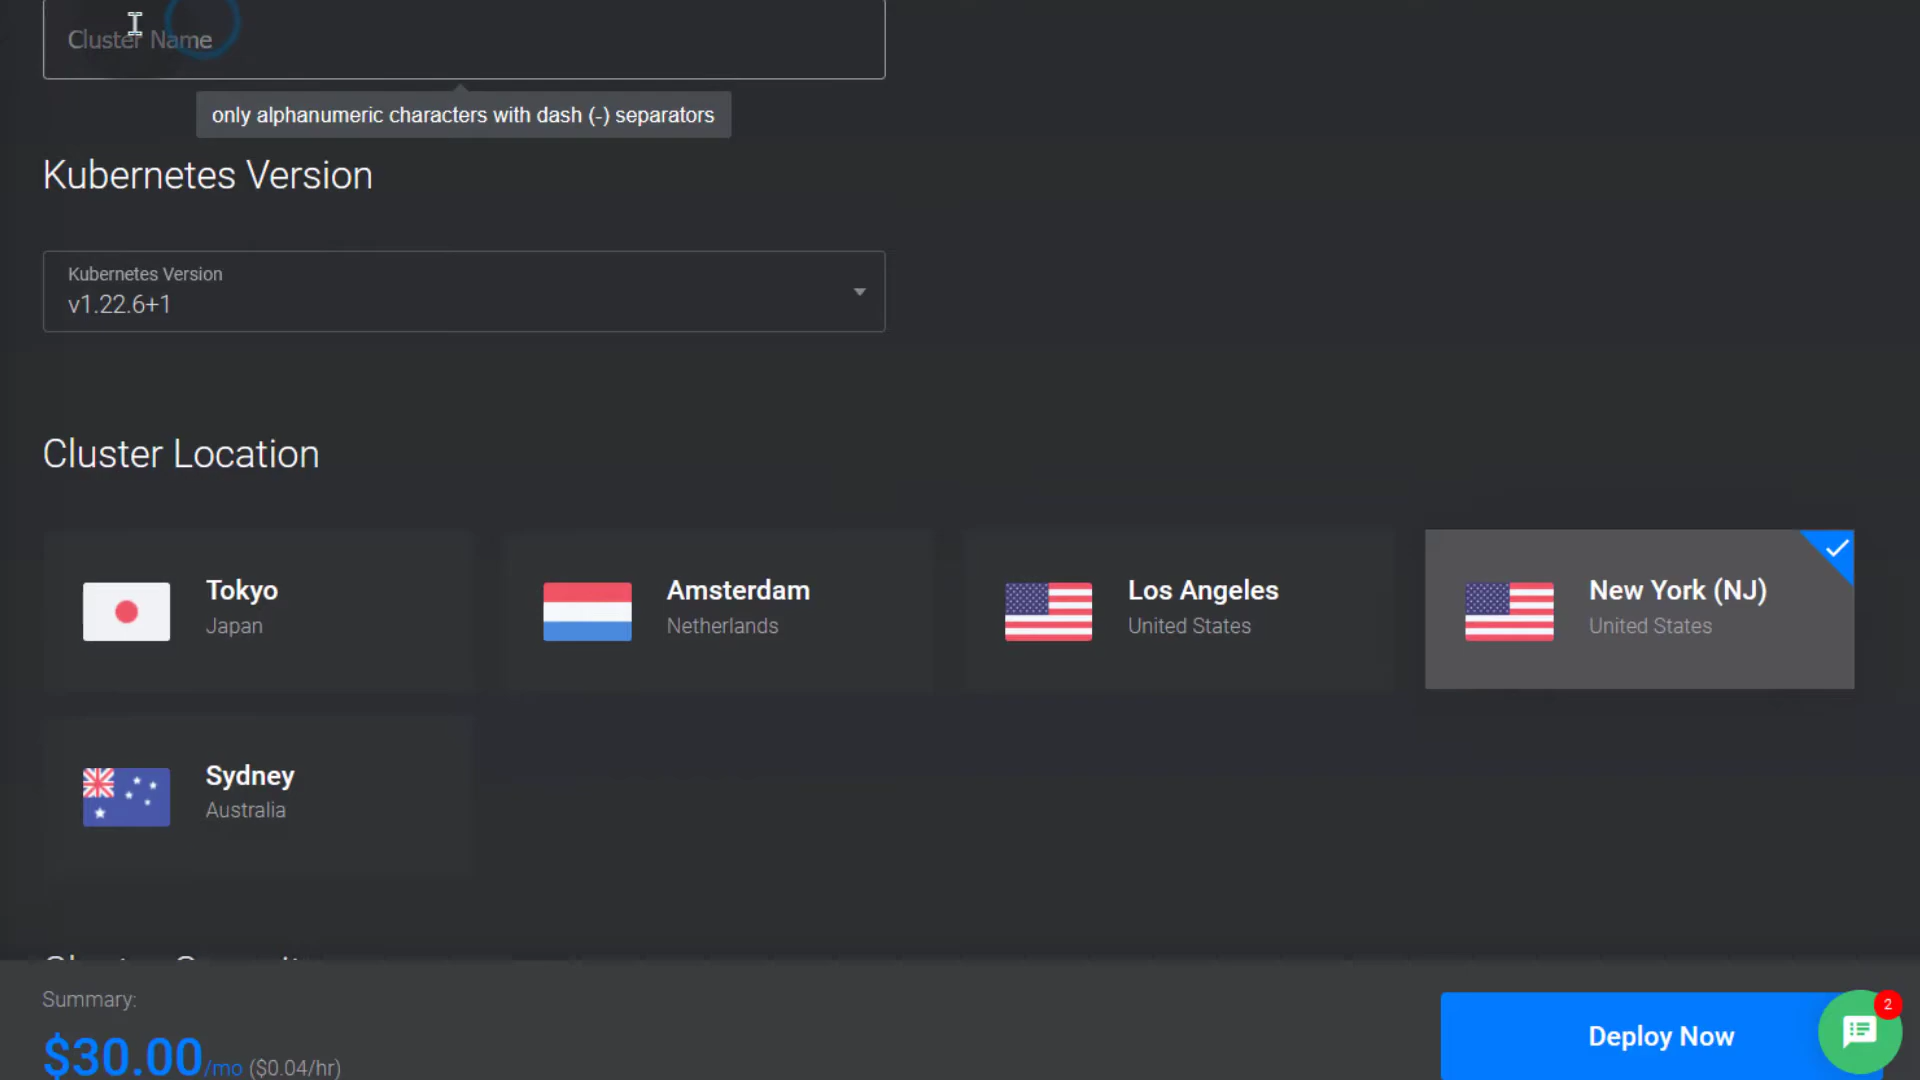 Cluster Name
only alphanumeric characters with dash (-) separators
Kubernetes Version
Kubernetes Version
v1.22.6+1
Cluster Location
Tokyo
Japan
Amsterdam
Netherlands
Los Angeles
United States
New York (NJ)
United States
Sydney
Australia
Summary:
$30.00/mo ($0.04/hr)
Deploy Now
2